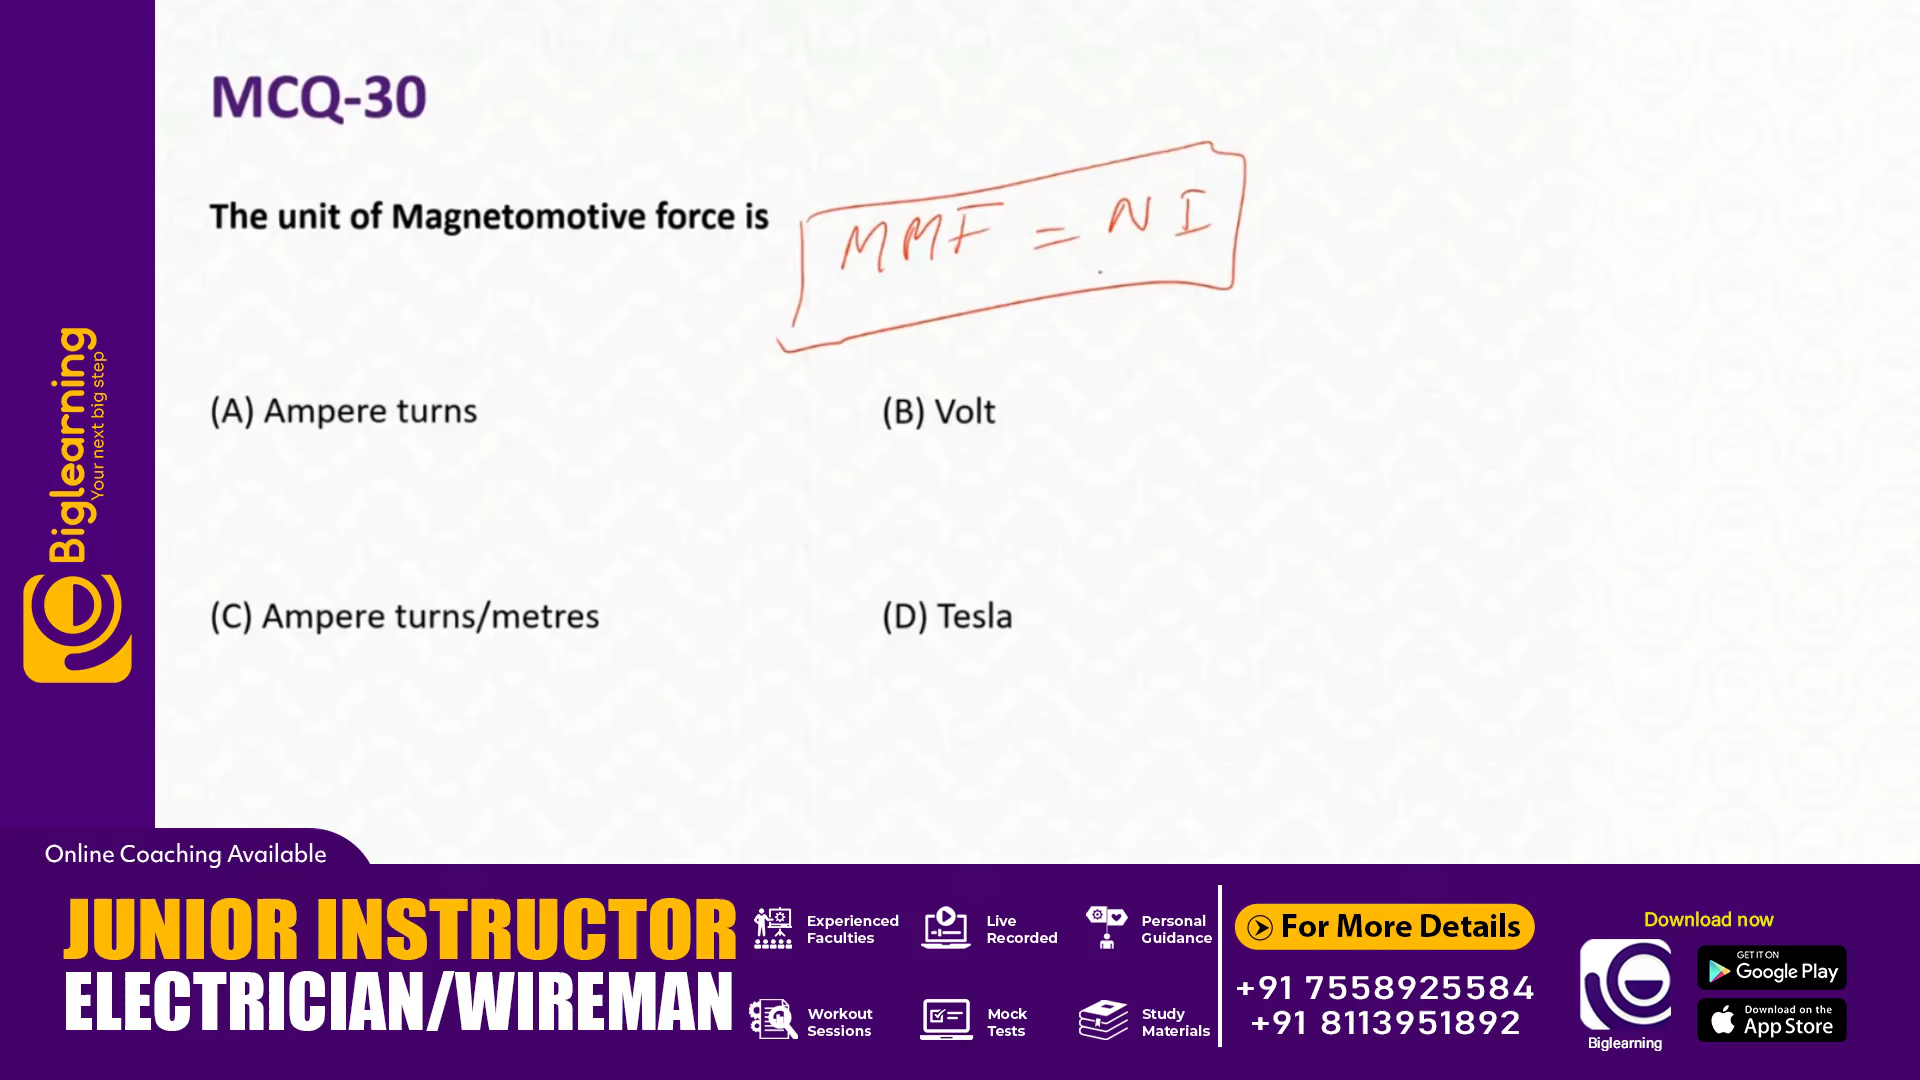 MCQ-30
The unit of Magnetomotive force is
MMF = NI
(A) Ampere turns
(B) Volt
(C) Ampere turns/metres
(D) Tesla
Biglearning
Your next big step
Online Coaching Available
JUNIOR INSTRUCTOR
ELECTRICIAN/WIREMAN
Experienced
Faculties
Live
Recorded
Personal
Guidance
Workout
Sessions
Mock
Tests
Study
Materials
For More Details
+91 7558925584
+91 8113951892
Download now
Biglearning
GET IT ON
Google Play
Download on the
App Store